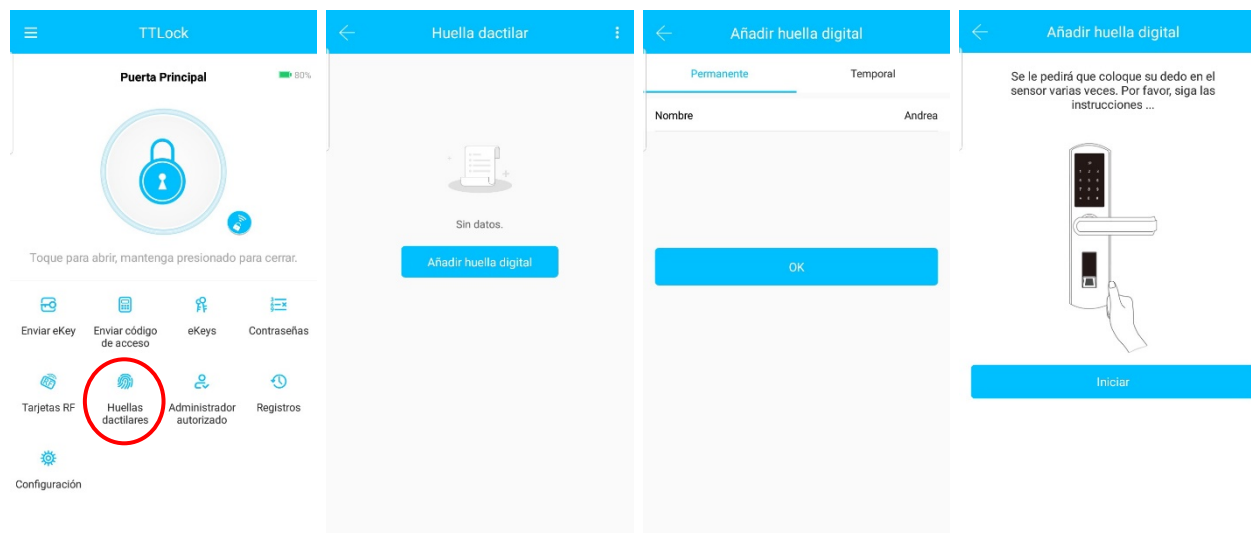 TTLock
Puerta Principal
80%
Toque para abrir, mantenga presionado para cerrar.
Enviar eKey
Enviar código
de acceso
eKeys
Contraseñas
Tarjetas RF
Huellas
dactilares
Administrador
autorizado
Registros
Configuración
Huella dactilar
Sin datos.
Añadir huella digital
Añadir huella digital
Permanente
Temporal
Nombre
Andrea
OK
Añadir huella digital
Se le pedirá que coloque su dedo en el
sensor varias veces. Por favor, siga las
instrucciones ...
Iniciar